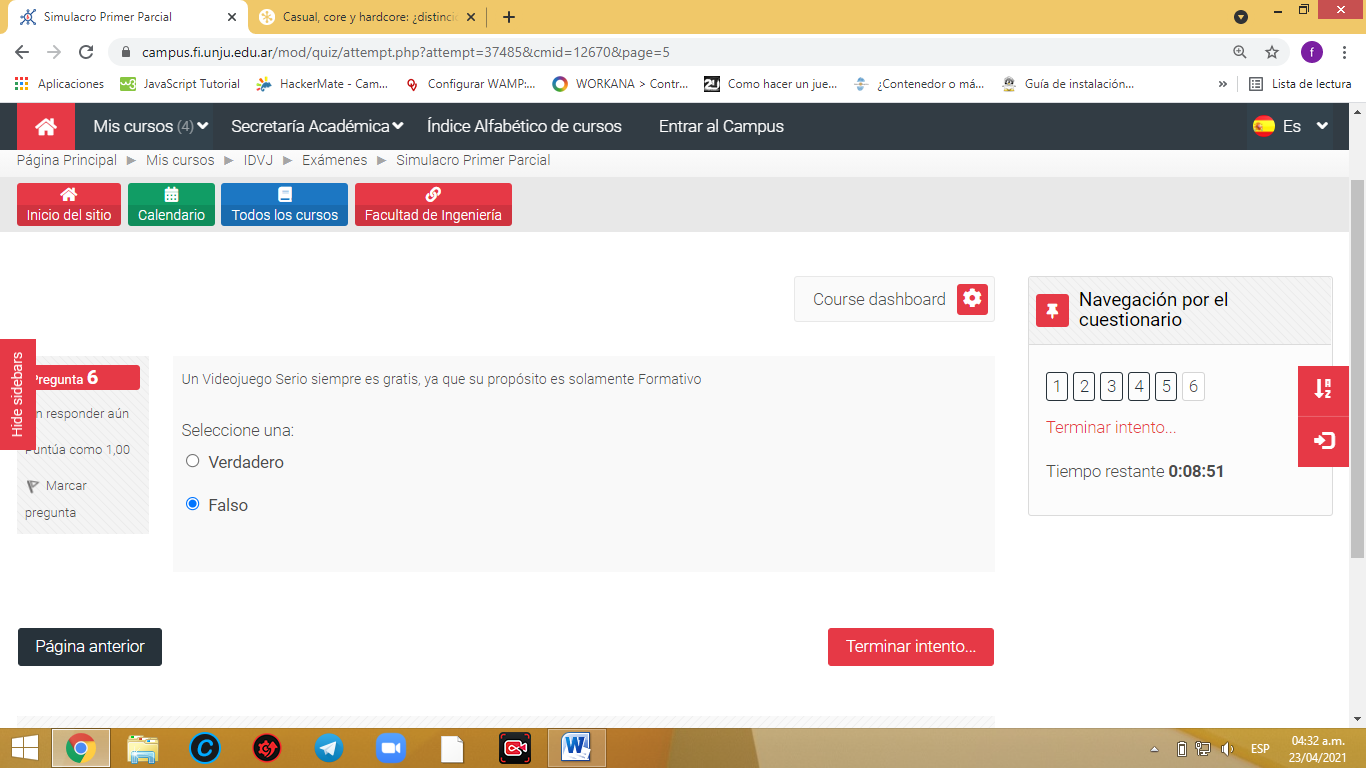 Simulacro Primer Parcial
Casual, core y hardcore: ¿distinció
campus.fi.unju.edu.ar/mod/quiz/attempt.php?attempt=37485&cmid=12670&page=5
f
Aplicaciones
JavaScript Tutorial
HackerMate - Cam...
Configurar WAMP:...
WORKANA > Contr...
Como hacer un jue...
¿Contenedor o má...
Guía de instalación...
»
Lista de lectura
Mis cursos (4)
Secretaría Académica
Índice Alfabético de cursos
Entrar al Campus
Es
Página Principal ► Mis cursos ► IDVJ ► Exámenes ► Simulacro Primer Parcial
Inicio del sitio
Calendario
Todos los cursos
Facultad de Ingeniería
Course dashboard
Hide sidebars
Pregunta 6
n responder aún
Puntúa como 1,00
Marcar
pregunta
Un Videojuego Serio siempre es gratis, ya que su propósito es solamente Formativo
Seleccione una:
Verdadero
Falso
Navegación por el
cuestionario
1 2 3 4 5 6
Terminar intento...
Tiempo restante 0:08:51
Página anterior
Terminar intento...
ESP
04:32 a.m.
23/04/2021